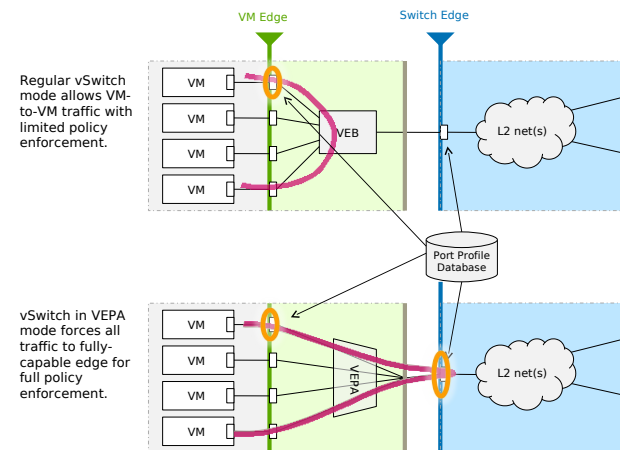 VM Edge
Switch Edge
Regular vSwitch
mode allows VM-
to-VM traffic with
limited policy
enforcement.
VM
VM
VM
VM
VEB
L2 net(s)
Port Profile
Database
vSwitch in VEPA
mode forces all
traffic to fully-
capable edge for
full policy
enforcement.
VM
VM
VM
VM
VEPA
L2 net(s)